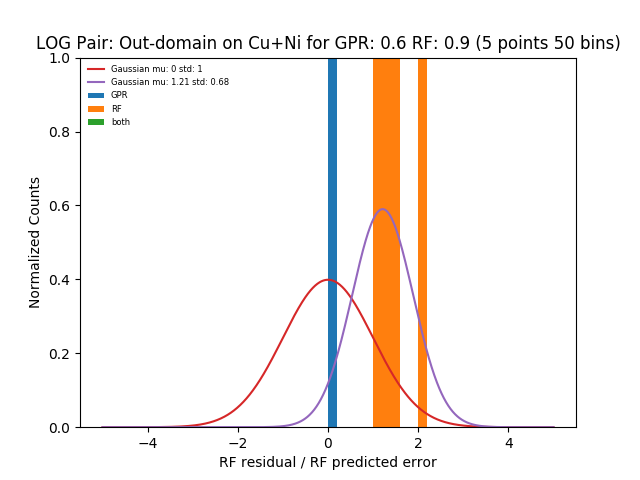 LOG Pair: Out-domain on Cu+Ni for GPR: 0.6 RF: 0.9 (5 points 50 bins)
Gaussian mu: 0 std: 1
Gaussian mu: 1.21 std: 0.68
GPR
RF
both
1.0
0.8
0.6
0.4
0.2
0.0
Normalized Counts
−4
−2
0
2
4
RF residual / RF predicted error